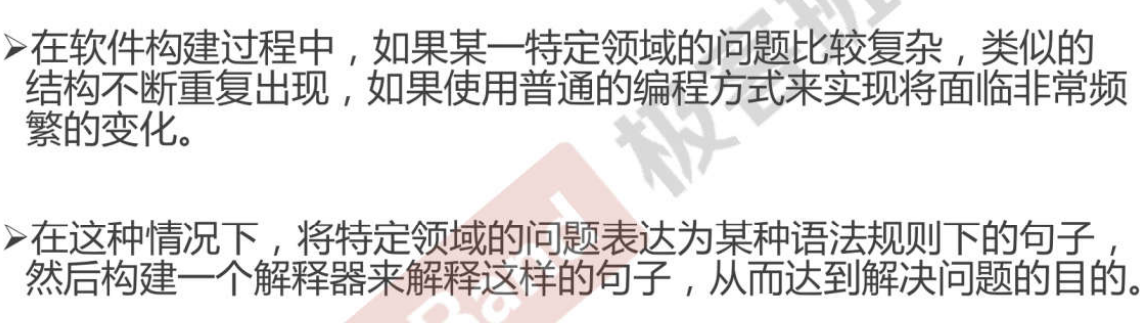 ➢在软件构建过程中，如果某一特定领域的问题比较复杂，类似的
结构不断重复出现，如果使用普通的编程方式来实现将面临非常频
繁的变化。
➢在这种情况下，将特定领域的问题表达为某种语法规则下的句子，
然后构建一个解释器来解释这样的句子，从而达到解决问题的目的。
极客班
Band